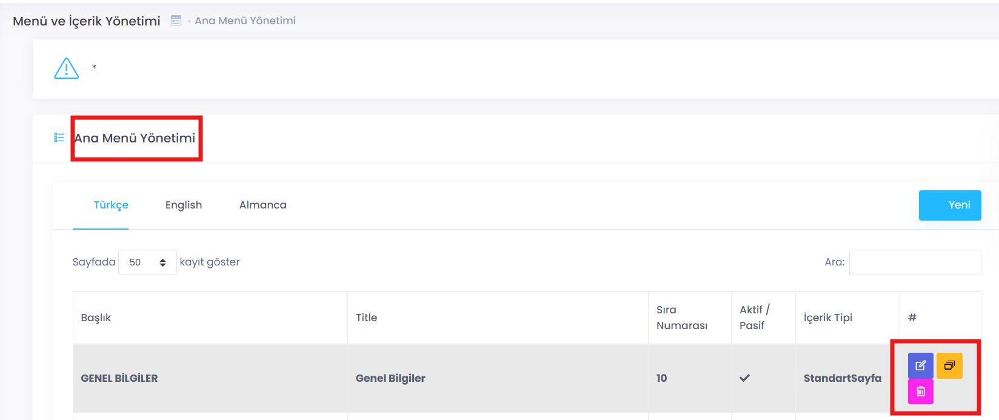 Menü ve İçerik Yönetimi
Ana Menü Yönetimi
*
Ana Menü Yönetimi
Türkçe English Almanca Yeni
Sayfada 50 kayıt göster Ara:
Başlık Title Sıra Numarası Aktif / Pasif İçerik Tipi #
GENEL BİLGİLER Genel Bilgiler 10 StandartSayfa